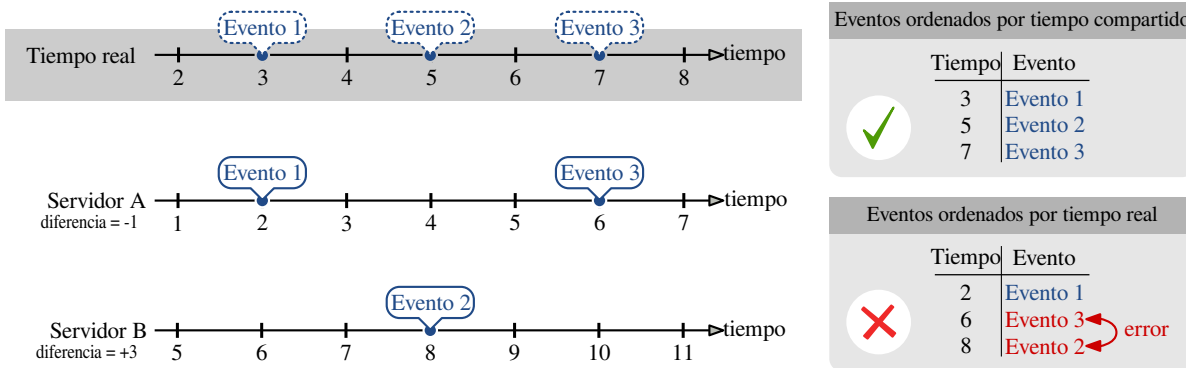 Evento 1 Evento 2 Evento 3
Tiempo real tiempo
2 3 4 5 6 7 8
Evento 1 Evento 3
Servidor A tiempo
diferencia = -1
1 2 3 4 5 6 7
Evento 2
Servidor B tiempo
diferencia = +3
5 6 7 8 9 10 11
Eventos ordenados por tiempo compartido
Tiempo Evento
3 Evento 1
5 Evento 2
7 Evento 3
Eventos ordenados por tiempo real
Tiempo Evento
2 Evento 1
6 Evento 3
error
8 Evento 2